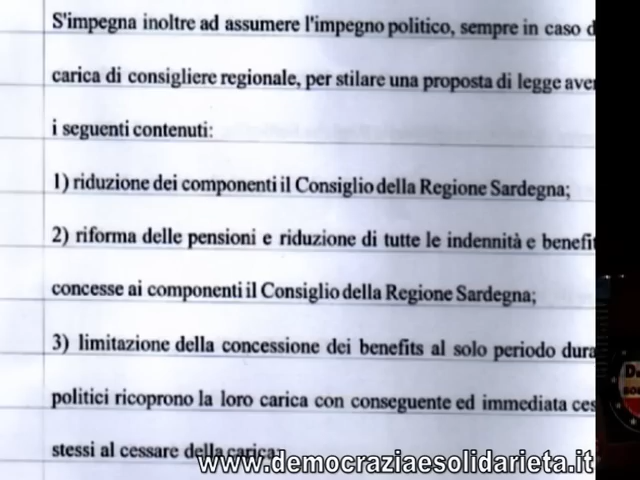 S'impegna inoltre ad assumere l'impegno politico, sempre in caso d
carica di consigliere regionale, per stilare una proposta di legge aver
i seguenti contenuti:
1) riduzione dei componenti il Consiglio della Regione Sardegna;
2) riforma delle pensioni e riduzione di tutte le indennità e benefit
concesse ai componenti il Consiglio della Regione Sardegna;
3) limitazione della concessione dei benefits al solo periodo dura
politici ricoprono la loro carica con conseguente ed immediata ces
stessi al cessare della carica;
www.democraziaesolidarieta.it